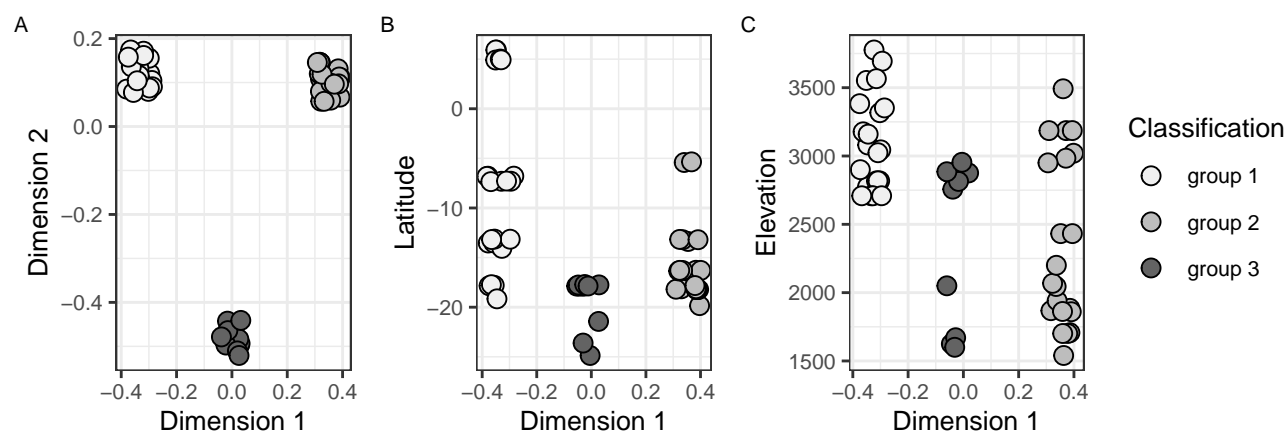 A
0.2
0.0
−0.2
−0.4
Dimension 2
−0.4 −0.2 0.0 0.2 0.4
Dimension 1
B
0
−10
−20
Latitude
−0.4 −0.2 0.0 0.2 0.4
Dimension 1
C
3500
3000
2500
2000
1500
Elevation
−0.4 −0.2 0.0 0.2 0.4
Dimension 1
Classification
group 1
group 2
group 3